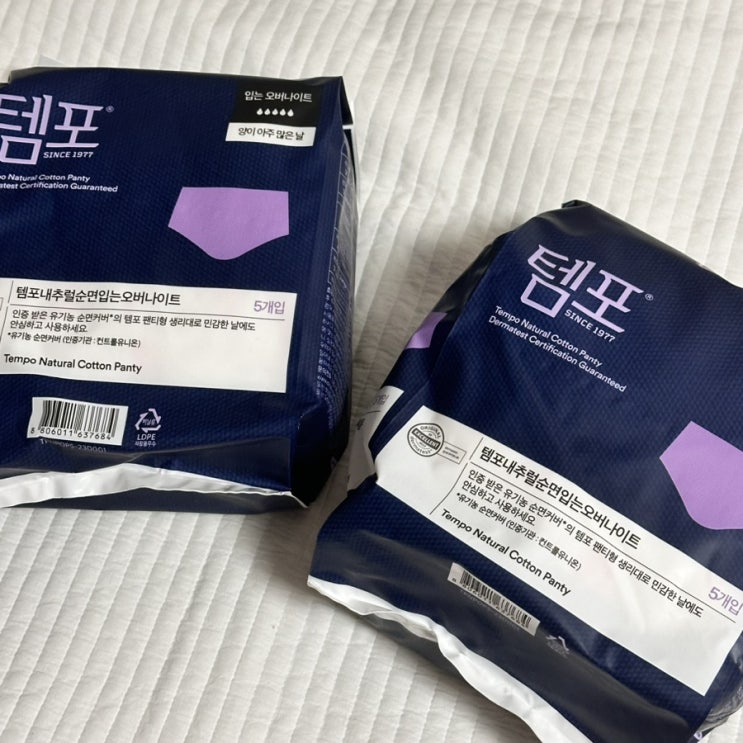 템포®
SINCE 1977
Tempo Natural Cotton Panty
Dermatest Certification Guaranteed
입는 오버나이트
양이 아주 많은 날
템포내추럴순면입는오버나이트
5개입
인증 받은 유기농 순면커버*의 템포 팬티형 생리대로 민감한 날에도
안심하고 사용하세요.
*유기농 순면커버 (인증기관 : 컨트롤유니온)
Tempo Natural Cotton Panty
8 806011 637684
비닐류
LDPE
템포®
SINCE 1977
Tempo Natural Cotton Panty
Dermatest Certification Guaranteed
EXCELLENT
템포내추럴순면입는오버나이트
5개입
인증 받은 유기농 순면커버*의 템포 팬티형 생리대로 민감한 날에도
안심하고 사용하세요.
*유기농 순면커버 (인증기관 : 컨트롤유니온)
Tempo Natural Cotton Panty